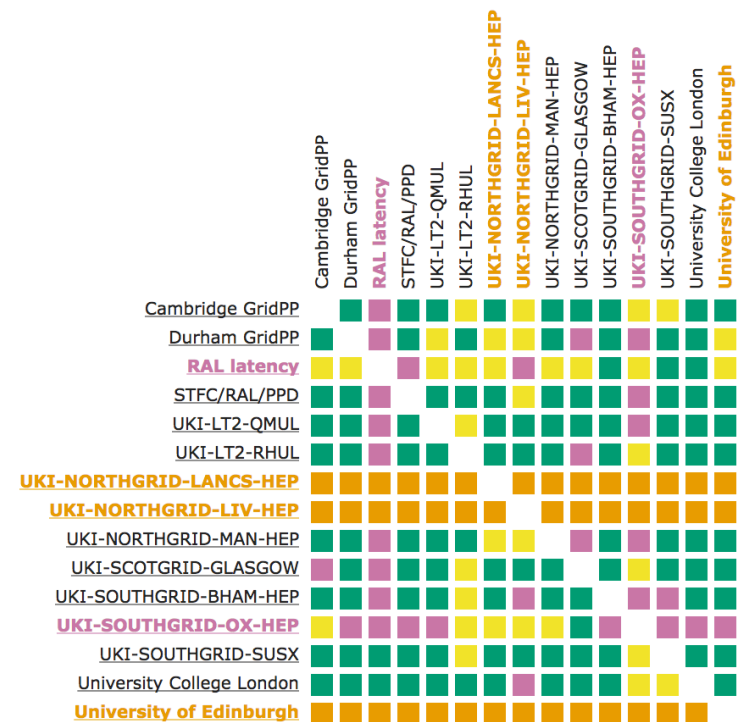 Cambridge GridPP
Durham GridPP
RAL latency
STFC/RAL/PPD
UKI-LT2-QMUL
UKI-LT2-RHUL
UKI-NORTHGRID-LANCS-HEP
UKI-NORTHGRID-LIV-HEP
UKI-NORTHGRID-MAN-HEP
UKI-SCOTGRID-GLASGOW
UKI-SOUTHGRID-BHAM-HEP
UKI-SOUTHGRID-OX-HEP
UKI-SOUTHGRID-SUSX
University College London
University of Edinburgh
Cambridge GridPP
Durham GridPP
RAL latency
STFC/RAL/PPD
UKI-LT2-QMUL
UKI-LT2-RHUL
UKI-NORTHGRID-LANCS-HEP
UKI-NORTHGRID-LIV-HEP
UKI-NORTHGRID-MAN-HEP
UKI-SCOTGRID-GLASGOW
UKI-SOUTHGRID-BHAM-HEP
UKI-SOUTHGRID-OX-HEP
UKI-SOUTHGRID-SUSX
University College London
University of Edinburgh